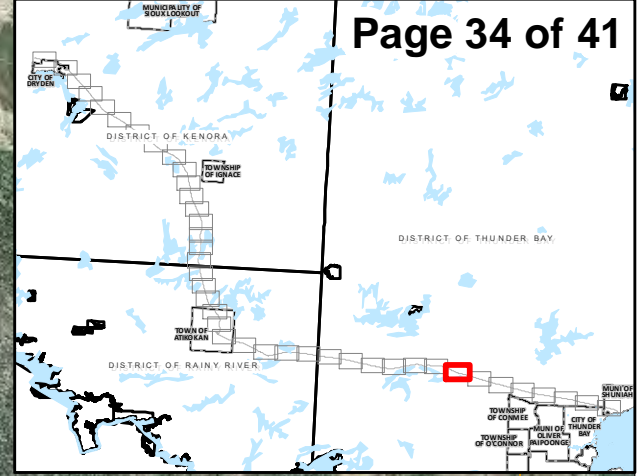 Page 34 of 41
MUNICIPALITY OF
SIOUX LOOKOUT
CITY OF
DRYDEN
DISTRICT OF KENORA
TOWNSHIP
OF IGNACE
DISTRICT OF THUNDER BAY
TOWN OF
ATIKOKAN
DISTRICT OF RAINY RIVER
MUNI OF
SHUNIAH
TOWNSHIP
OF CONMEE
CITY OF
THUNDER
BAY
MUNI OF
OLIVER
PAIPOONGE
TOWNSHIP
OF O'CONNOR